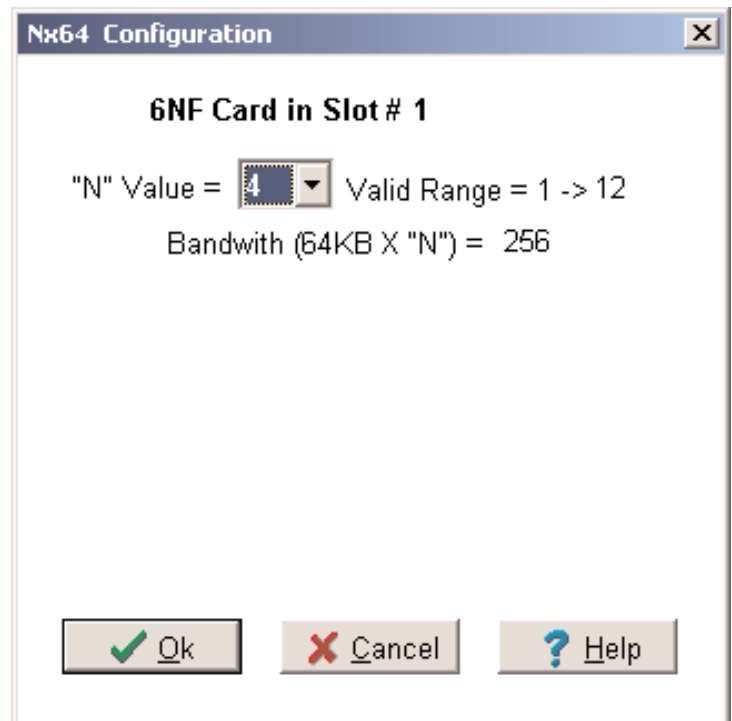 Nx64 Configuration
6NF Card in Slot # 1
"N" Value = 4 Valid Range = 1 -> 12
Bandwith (64KB X "N") = 256
Ok Cancel ? Help